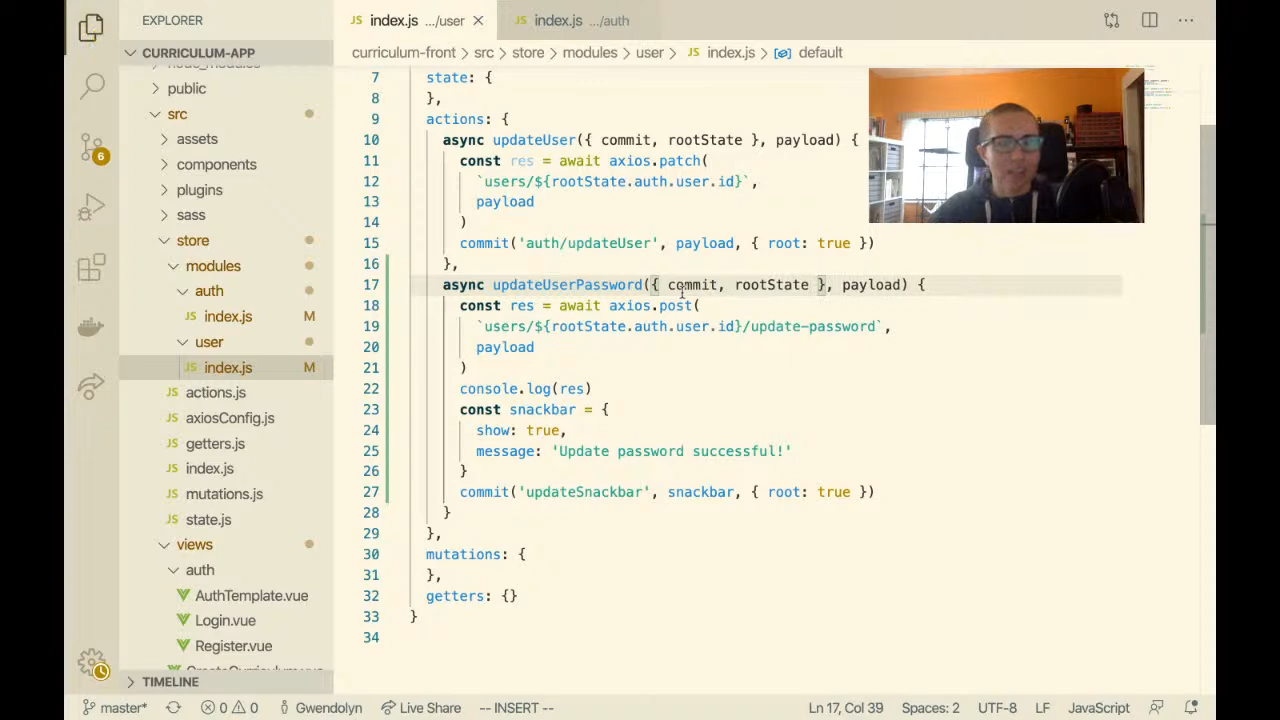 EXPLORER
index.js .../user
index.js .../auth
CURRICULUM-APP
curriculum-front > src > store > modules > user > JS index.js > default
public
src
assets
components
plugins
sass
store
modules
auth
JS index.js M
user
JS index.js M
JS actions.js
JS axiosConfig.js
JS getters.js
JS index.js
JS mutations.js
JS state.js
views
auth
AuthTemplate.vue
Login.vue
Register.vue
TIMELINE
6
7 state: {
8 },
9 actions: {
10 async updateUser({ commit, rootState }, payload) {
11 const res = await axios.patch(
12 `users/${rootState.auth.user.id}`,
13 payload
14 )
15 commit('auth/updateUser', payload, { root: true })
16 },
17 async updateUserPassword({ commit, rootState }, payload) {
18 const res = await axios.post(
19 `users/${rootState.auth.user.id}/update-password`,
20 payload
21 )
22 console.log(res)
23 const snackbar = {
24 show: true,
25 message: 'Update password successful!'
26 }
27 commit('updateSnackbar', snackbar, { root: true })
28 }
29 },
30 mutations: {
31 },
32 getters: {}
33 }
34
master* 0 0 Gwendolyn Live Share -- INSERT -- Ln 17, Col 39 Spaces: 2 UTF-8 LF JavaScript